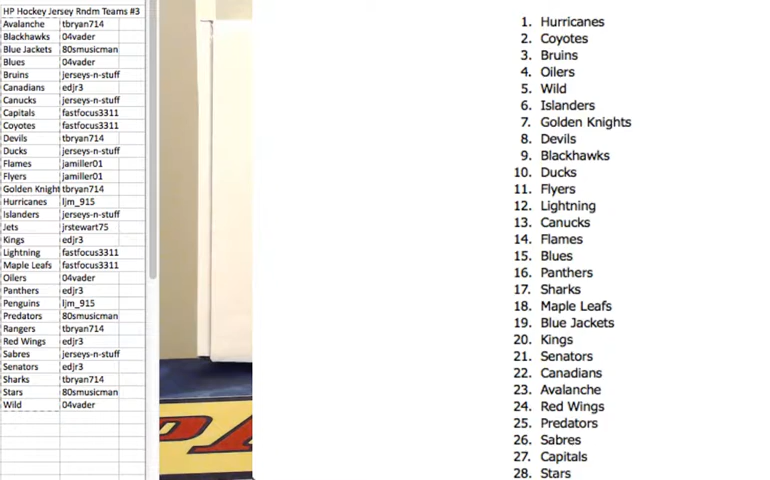 HP Hockey Jersey Rndm Teams #3
Avalanche tbryan714
Blackhawks 04vader
Blue Jackets 80smusicman
Blues 04vader
Bruins jerseys-n-stuff
Canadians edjr3
Canucks jerseys-n-stuff
Capitals fastfocus3311
Coyotes fastfocus3311
Devils tbryan714
Ducks jerseys-n-stuff
Flames jamiller01
Flyers jamiller01
Golden Knight tbryan714
Hurricanes ljm_915
Islanders jerseys-n-stuff
Jets jrstewart75
Kings edjr3
Lightning fastfocus3311
Maple Leafs fastfocus3311
Oilers 04vader
Panthers edjr3
Penguins ljm_915
Predators 80smusicman
Rangers tbryan714
Red Wings edjr3
Sabres jerseys-n-stuff
Senators edjr3
Sharks tbryan714
Stars 80smusicman
Wild 04vader
1. Hurricanes
2. Coyotes
3. Bruins
4. Oilers
5. Wild
6. Islanders
7. Golden Knights
8. Devils
9. Blackhawks
10. Ducks
11. Flyers
12. Lightning
13. Canucks
14. Flames
15. Blues
16. Panthers
17. Sharks
18. Maple Leafs
19. Blue Jackets
20. Kings
21. Senators
22. Canadians
23. Avalanche
24. Red Wings
25. Predators
26. Sabres
27. Capitals
28. Stars